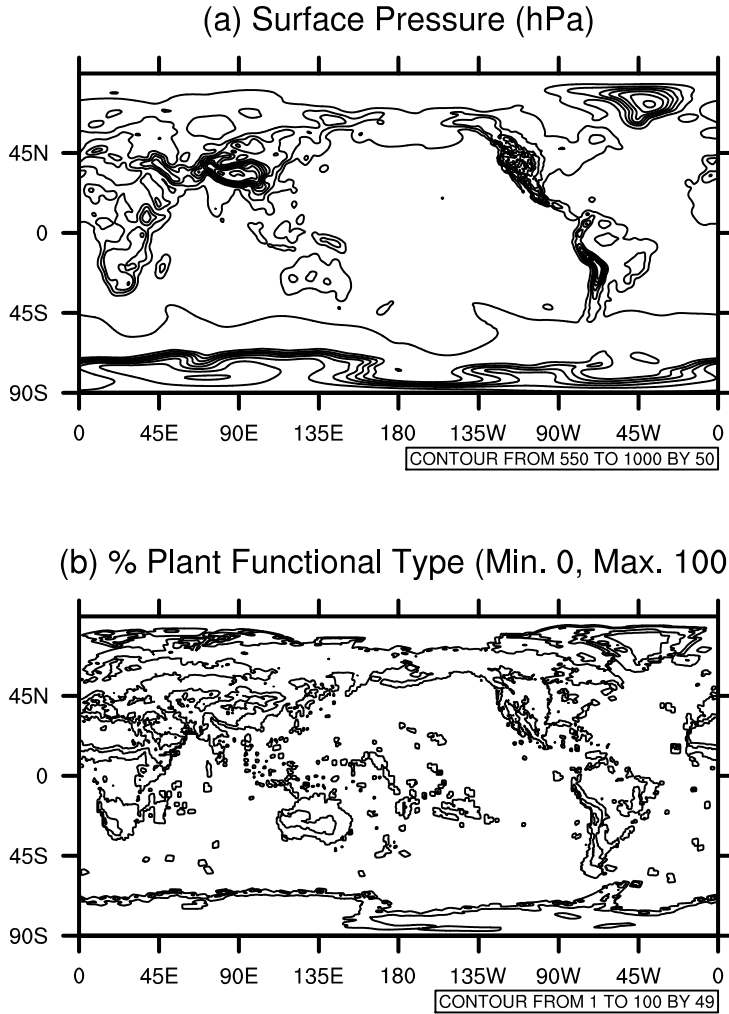 (a) Surface Pressure (hPa)
45N
0
45S
90S
0 45E 90E 135E 180 135W 90W 45W 0
CONTOUR FROM 550 TO 1000 BY 50
(b) % Plant Functional Type (Min. 0, Max. 100
45N
0
45S
90S
0 45E 90E 135E 180 135W 90W 45W 0
CONTOUR FROM 1 TO 100 BY 49